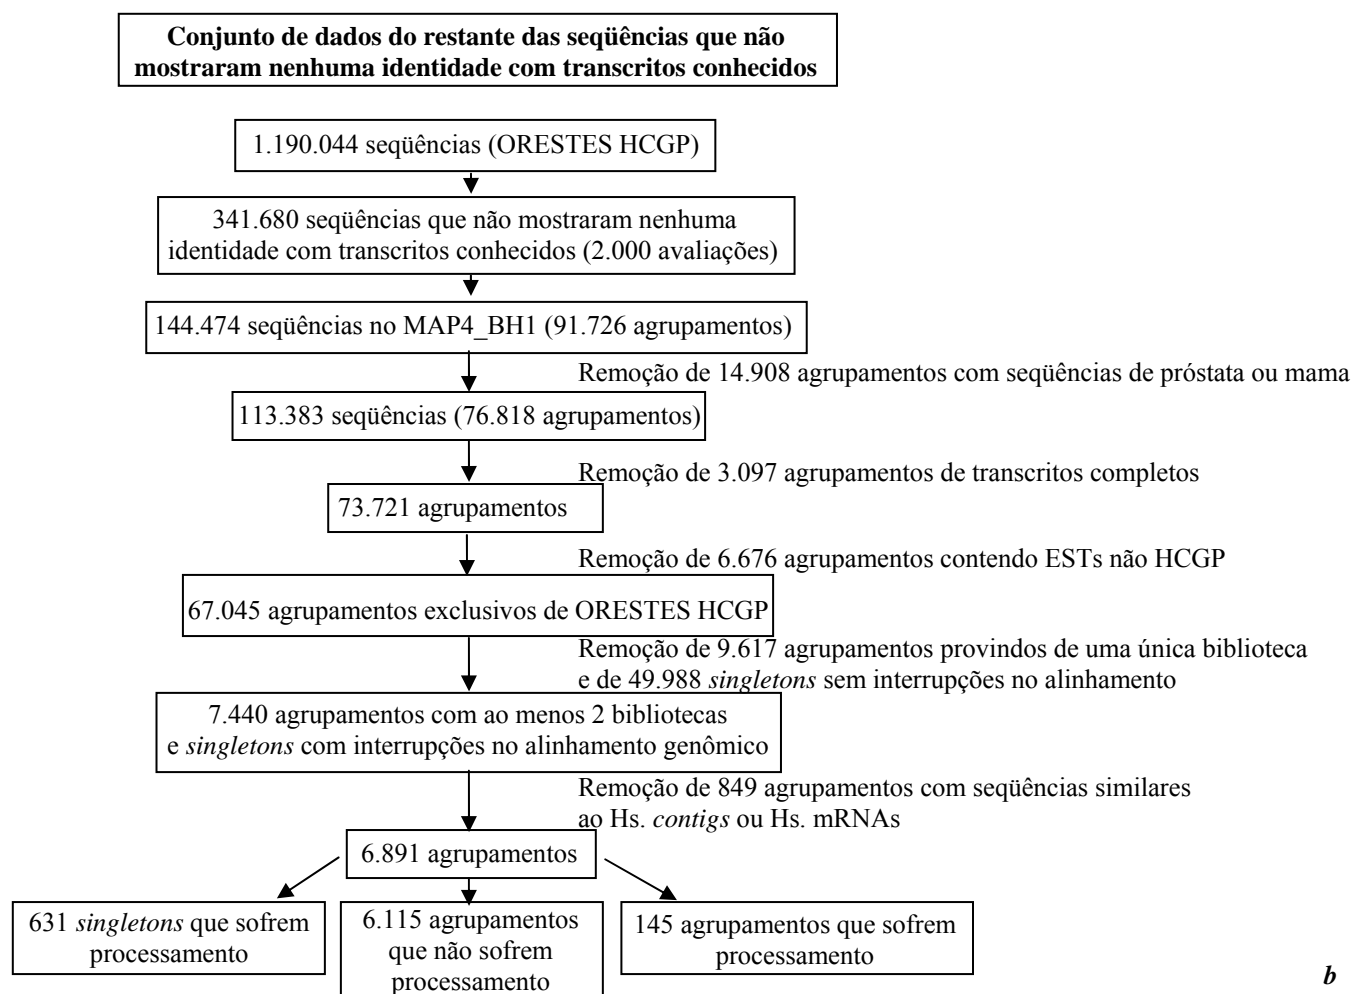 Conjunto de dados do restante das seqüências que não
mostraram nenhuma identidade com transcritos conhecidos
1.190.044 seqüências (ORESTES HCGP)
341.680 seqüências que não mostraram nenhuma
identidade com transcritos conhecidos (2.000 avaliações)
144.474 seqüências no MAP4_BH1 (91.726 agrupamentos)
Remoção de 14.908 agrupamentos com seqüências de próstata ou mama
113.383 seqüências (76.818 agrupamentos)
Remoção de 3.097 agrupamentos de transcritos completos
73.721 agrupamentos
Remoção de 6.676 agrupamentos contendo ESTs não HCGP
67.045 agrupamentos exclusivos de ORESTES HCGP
Remoção de 9.617 agrupamentos provindos de uma única biblioteca
e de 49.988 singletons sem interrupções no alinhamento
7.440 agrupamentos com ao menos 2 bibliotecas
e singletons com interrupções no alinhamento genômico
Remoção de 849 agrupamentos com seqüências similares
ao Hs. contigs ou Hs. mRNAs
6.891 agrupamentos
631 singletons que sofrem
processamento
6.115 agrupamentos
que não sofrem
processamento
145 agrupamentos que sofrem
processamento
b